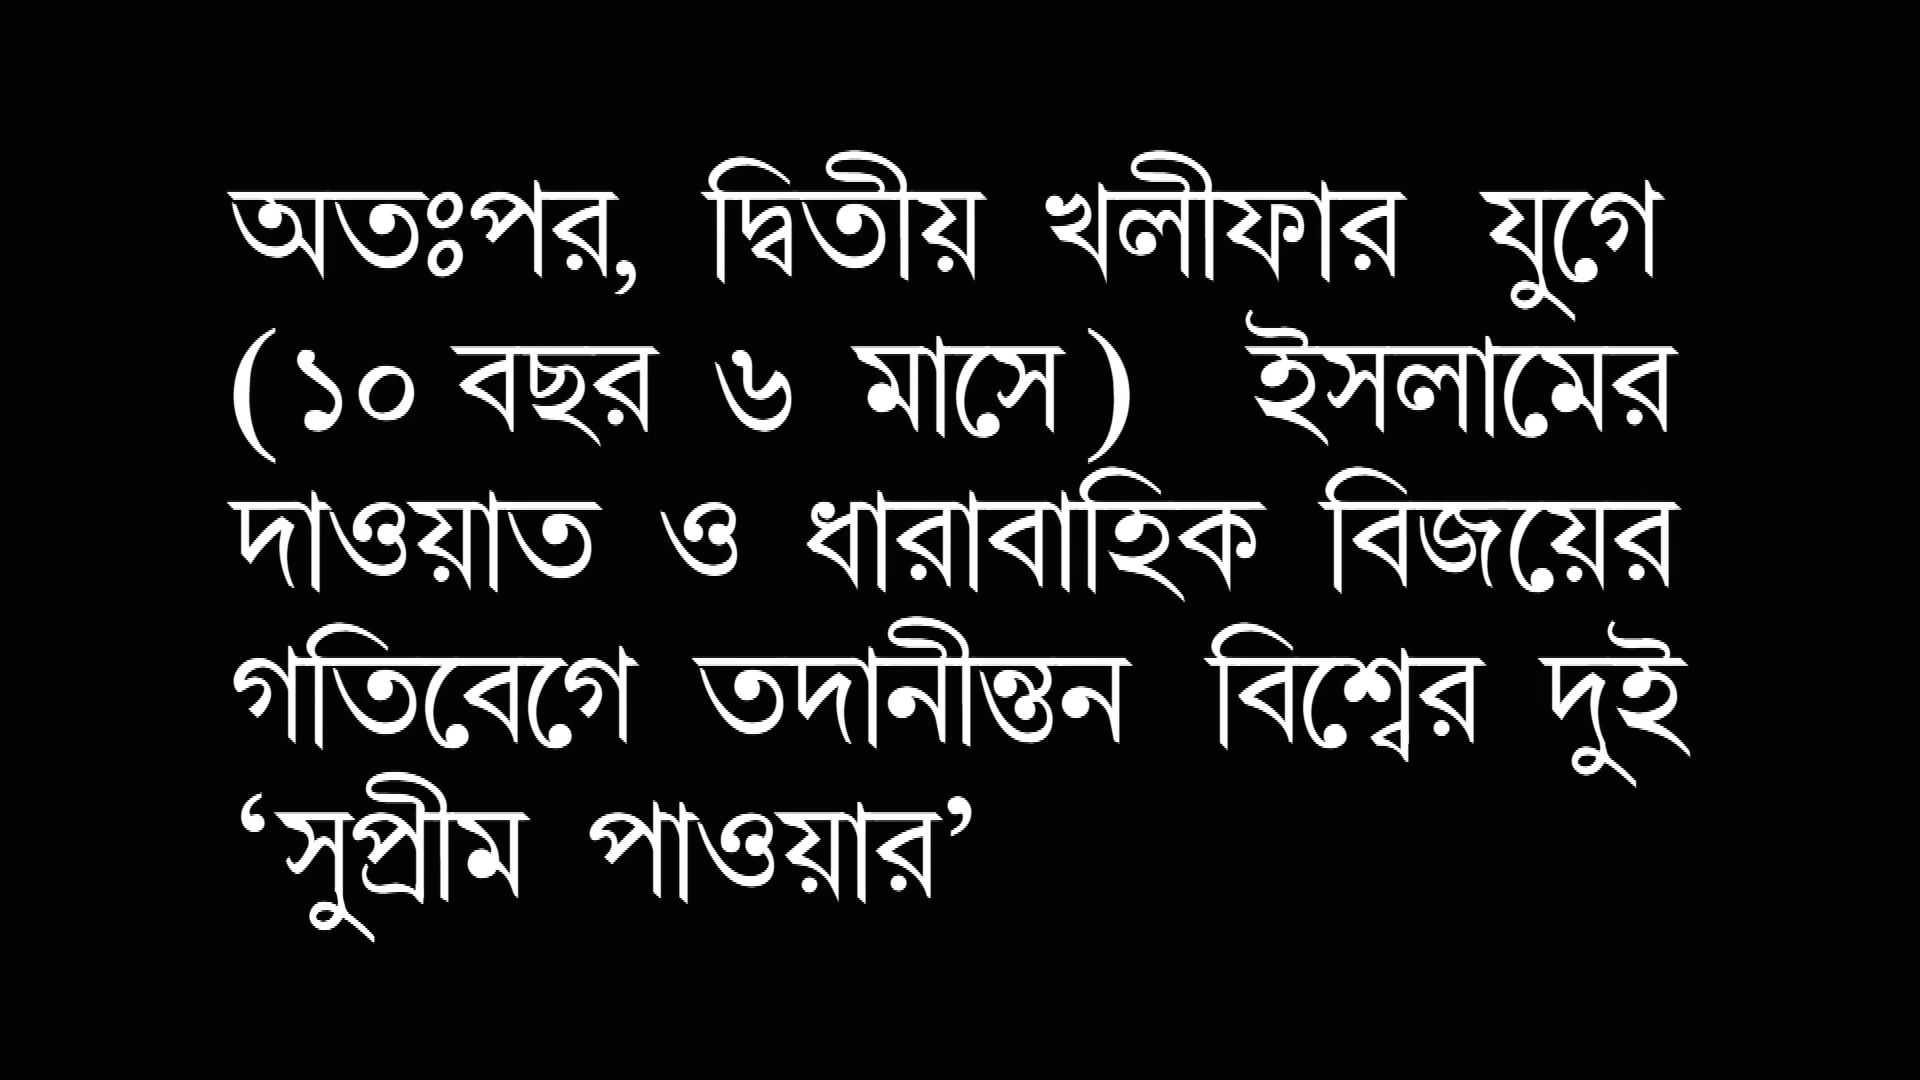 অতঃপর, দ্বিতীয় খলীফার যুগে
(১০ বছর ৬ মাসে) ইসলামের
দাওয়াত ও ধারাবাহিক বিজয়ের
গতিবেগে তদানীন্তন বিশ্বের দুই
‘সুপ্রীম পাওয়ার’